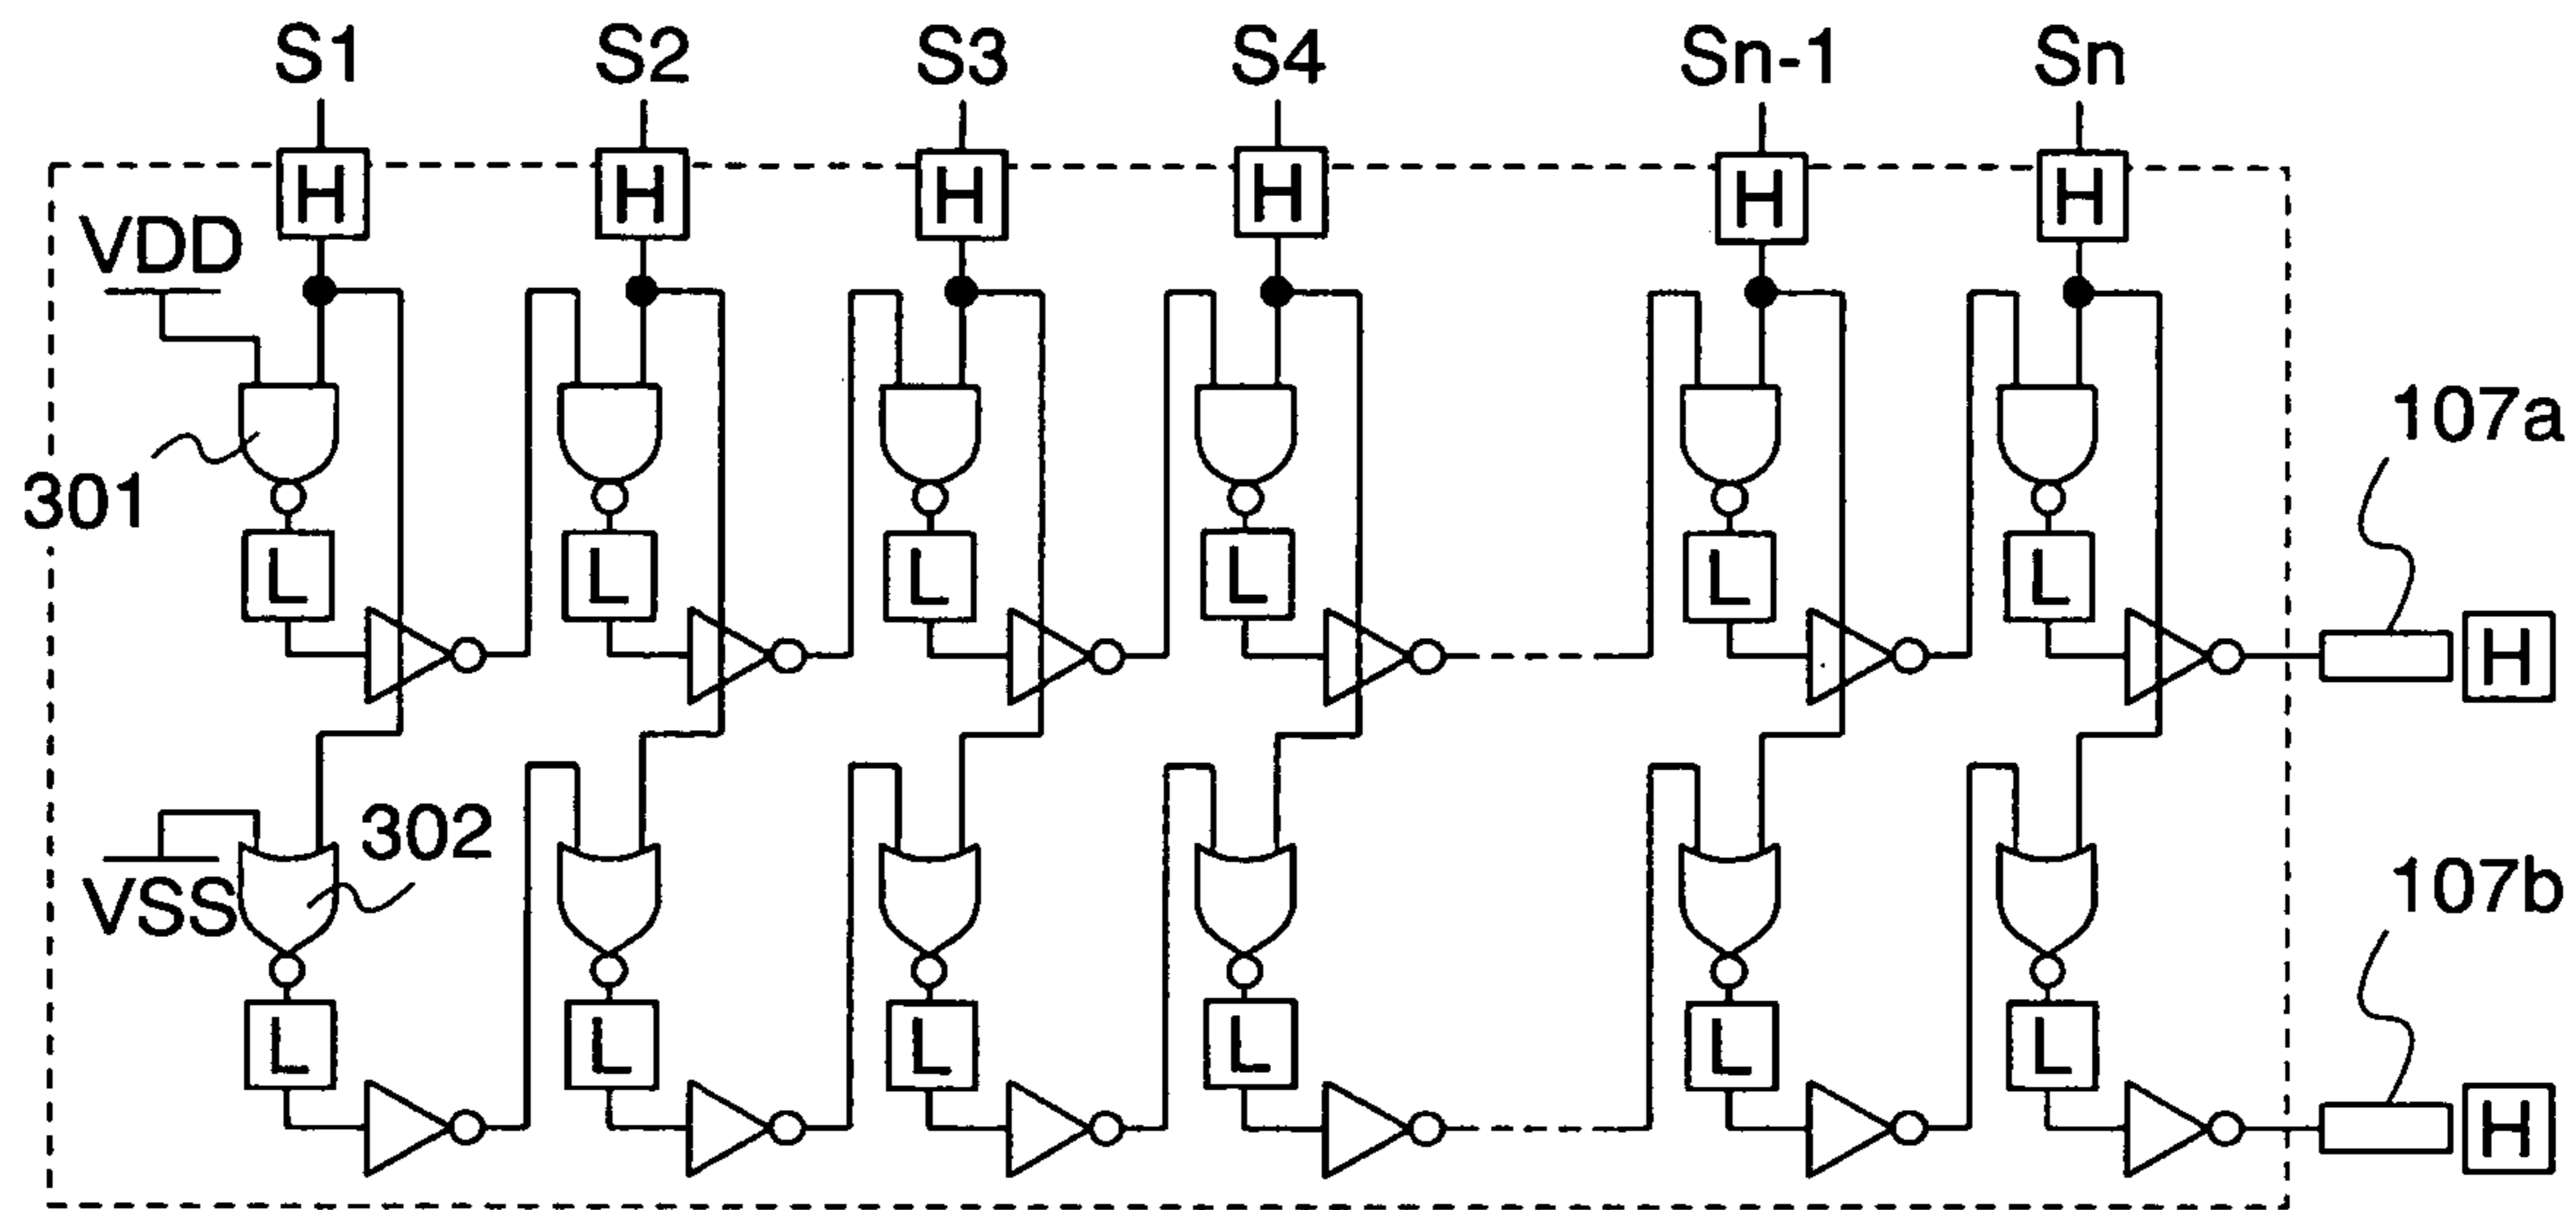 S1 S2 S3 S4 Sn-1 Sn
H H H H H H
VDD
107a
301
L L L L L L
H
302
VSS
107b
L L L L L L
H